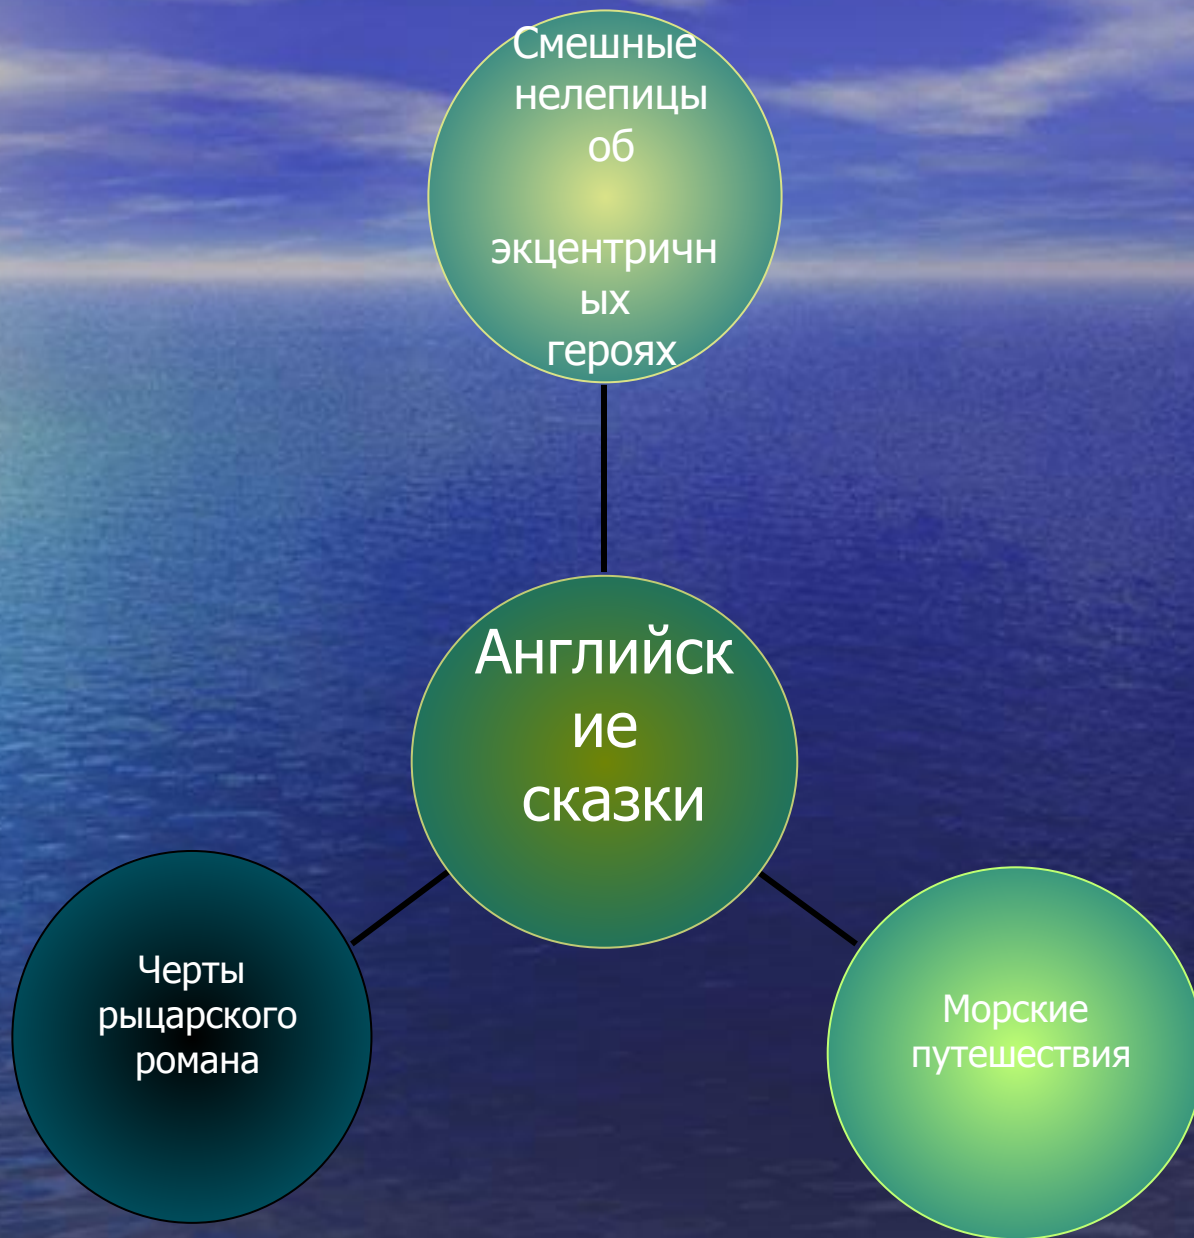 Смешные
нелепицы
об
экцентричн
ых
героях
Английск
ие
сказки
Черты
рыцарского
романа
Морские
путешествия